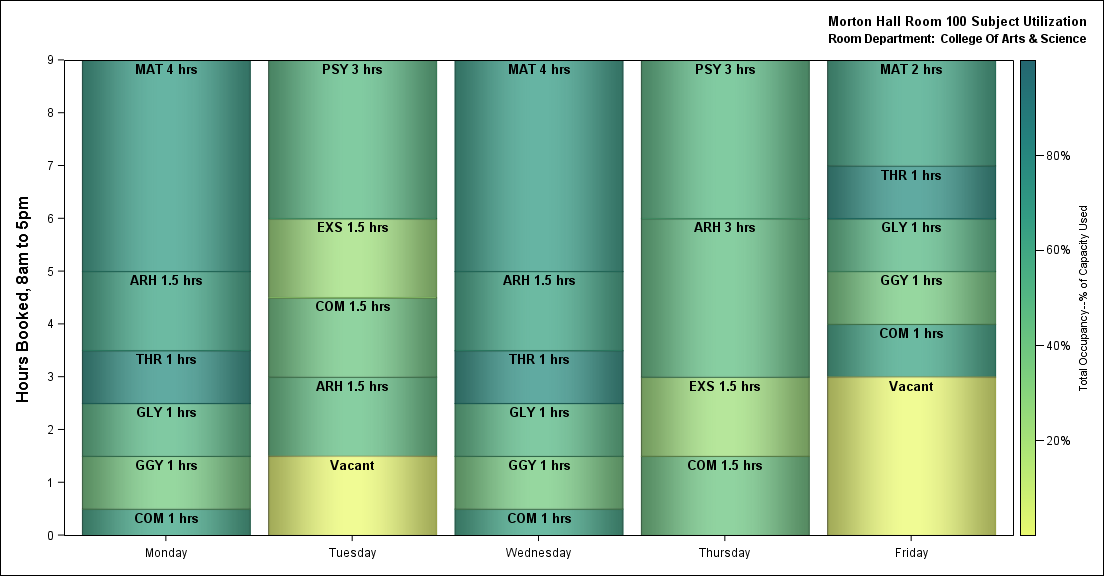 Morton Hall Room 100 Subject Utilization
Room Department: College Of Arts & Science
Hours Booked, 8am to 5pm
9
8
7
6
5
4
3
2
1
0
MAT 4 hrs
ARH 1.5 hrs
THR 1 hrs
GLY 1 hrs
GGY 1 hrs
COM 1 hrs
Monday
PSY 3 hrs
EXS 1.5 hrs
COM 1.5 hrs
ARH 1.5 hrs
Vacant
Tuesday
MAT 4 hrs
ARH 1.5 hrs
THR 1 hrs
GLY 1 hrs
GGY 1 hrs
COM 1 hrs
Wednesday
PSY 3 hrs
ARH 3 hrs
EXS 1.5 hrs
COM 1.5 hrs
Thursday
MAT 2 hrs
THR 1 hrs
GLY 1 hrs
GGY 1 hrs
COM 1 hrs
Vacant
Friday
80%
60%
40%
20%
Total Occupancy--% of Capacity Used